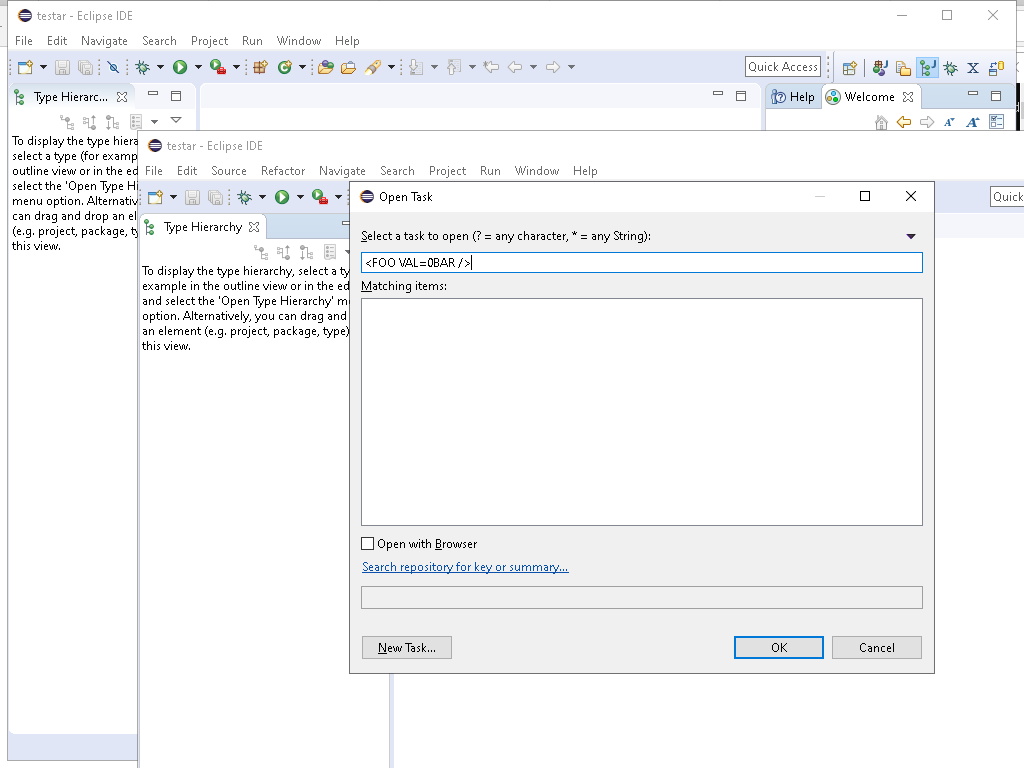 testar - Eclipse IDE
File Edit Navigate Search Project Run Window Help
Quick Access
Type Hierarc...
Help
Welcome
To display the type hiera
select a type (for examp
outline view or in the ed
select the 'Open Type Hi
menu option. Alternativ
can drag and drop an el
(e.g. project, package, ty
this view.
testar - Eclipse IDE
File Edit Source Refactor Navigate Search Project Run Window Help
Quick
Type Hierarchy
To display the type hierarchy, select a ty
example in the outline view or in the ed
and select the 'Open Type Hierarchy' m
option. Alternatively, you can drag and
an element (e.g. project, package, type)
this view.
Open Task
Select a task to open (? = any character, * = any String):
<FOO VAL=0BAR />
Matching items:
Open with Browser
Search repository for key or summary...
New Task...
OK
Cancel